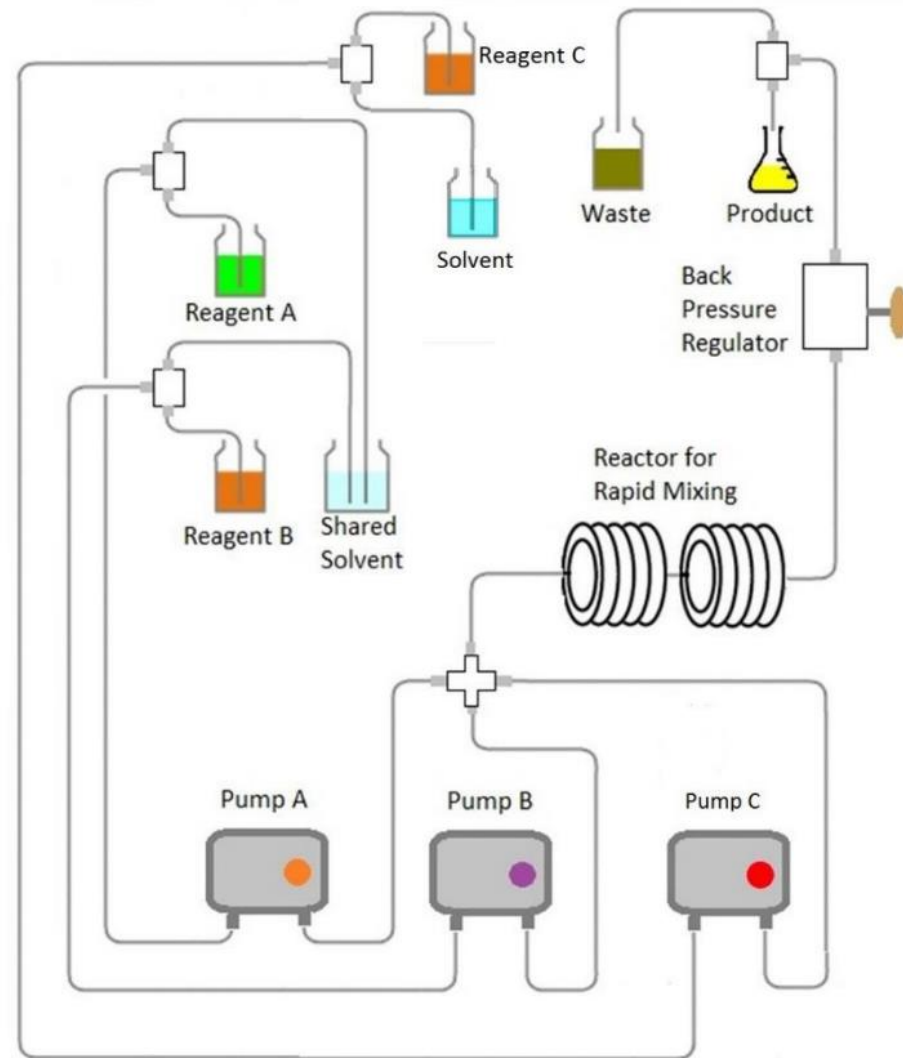 Reagent C
Waste
Product
Solvent
Reagent A
Back
Pressure
Regulator
Reagent B
Shared
Solvent
Reactor for
Rapid Mixing
Pump A
Pump B
Pump C